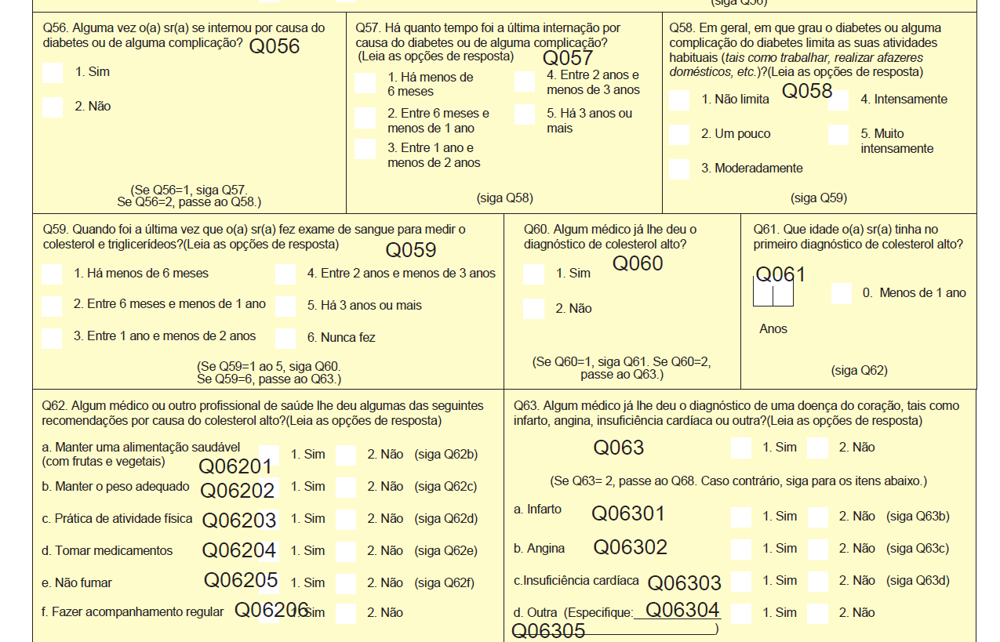 (siga Q56)
Q56. Alguma vez o(a) sr(a) se internou por causa do
diabetes ou de alguma complicação? Q056
1. Sim
2. Não
(Se Q56=1, siga Q57.
Se Q56=2, passe ao Q58.)
Q57. Há quanto tempo foi a última internação por
causa do diabetes ou de alguma complicação?
(Leia as opções de resposta) Q057
1. Há menos de
6 meses
2. Entre 6 meses e
menos de 1 ano
3. Entre 1 ano e
menos de 2 anos
4. Entre 2 anos e
menos de 3 anos
5. Há 3 anos ou
mais
(siga Q58)
Q58. Em geral, em que grau o diabetes ou alguma
complicação do diabetes limita as suas atividades
habituais (tais como trabalhar, realizar afazeres
domésticos, etc.)?(Leia as opções de resposta)
Q058
1. Não limita
2. Um pouco
3. Moderadamente
4. Intensamente
5. Muito
intensamente
(siga Q59)
Q59. Quando foi a última vez que o(a) sr(a) fez exame de sangue para medir o
colesterol e triglicerídeos?(Leia as opções de resposta) Q059
1. Há menos de 6 meses
2. Entre 6 meses e menos de 1 ano
3. Entre 1 ano e menos de 2 anos
4. Entre 2 anos e menos de 3 anos
5. Há 3 anos ou mais
6. Nunca fez
(Se Q59=1 ao 5, siga Q60.
Se Q59=6, passe ao Q63.)
Q60. Algum médico já lhe deu o
diagnóstico de colesterol alto?
Q060
1. Sim
2. Não
(Se Q60=1, siga Q61. Se Q60=2,
passe ao Q63.)
Q61. Que idade o(a) sr(a) tinha no
primeiro diagnóstico de colesterol alto?
Q061
0. Menos de 1 ano
Anos
(siga Q62)
Q62. Algum médico ou outro profissional de saúde lhe deu algumas das seguintes
recomendações por causa do colesterol alto?(Leia as opções de resposta)
a. Manter uma alimentação saudável
(com frutas e vegetais) Q06201 1. Sim 2. Não (siga Q62b)
b. Manter o peso adequado Q06202 1. Sim 2. Não (siga Q62c)
c. Prática de atividade física Q06203 1. Sim 2. Não (siga Q62d)
d. Tomar medicamentos Q06204 1. Sim 2. Não (siga Q62e)
e. Não fumar Q06205 1. Sim 2. Não (siga Q62f)
f. Fazer acompanhamento regular Q06206 1. Sim 2. Não
Q63. Algum médico já lhe deu o diagnóstico de uma doença do coração, tais como
infarto, angina, insuficiência cardíaca ou outra?(Leia as opções de resposta)
Q063 1. Sim 2. Não
(Se Q63= 2, passe ao Q68. Caso contrário, siga para os itens abaixo.)
a. Infarto Q06301 1. Sim 2. Não (siga Q63b)
b. Angina Q06302 1. Sim 2. Não (siga Q63c)
c.Insuficiência cardíaca Q06303 1. Sim 2. Não (siga Q63d)
d. Outra (Especifique: Q06304 1. Sim 2. Não
Q06305 )